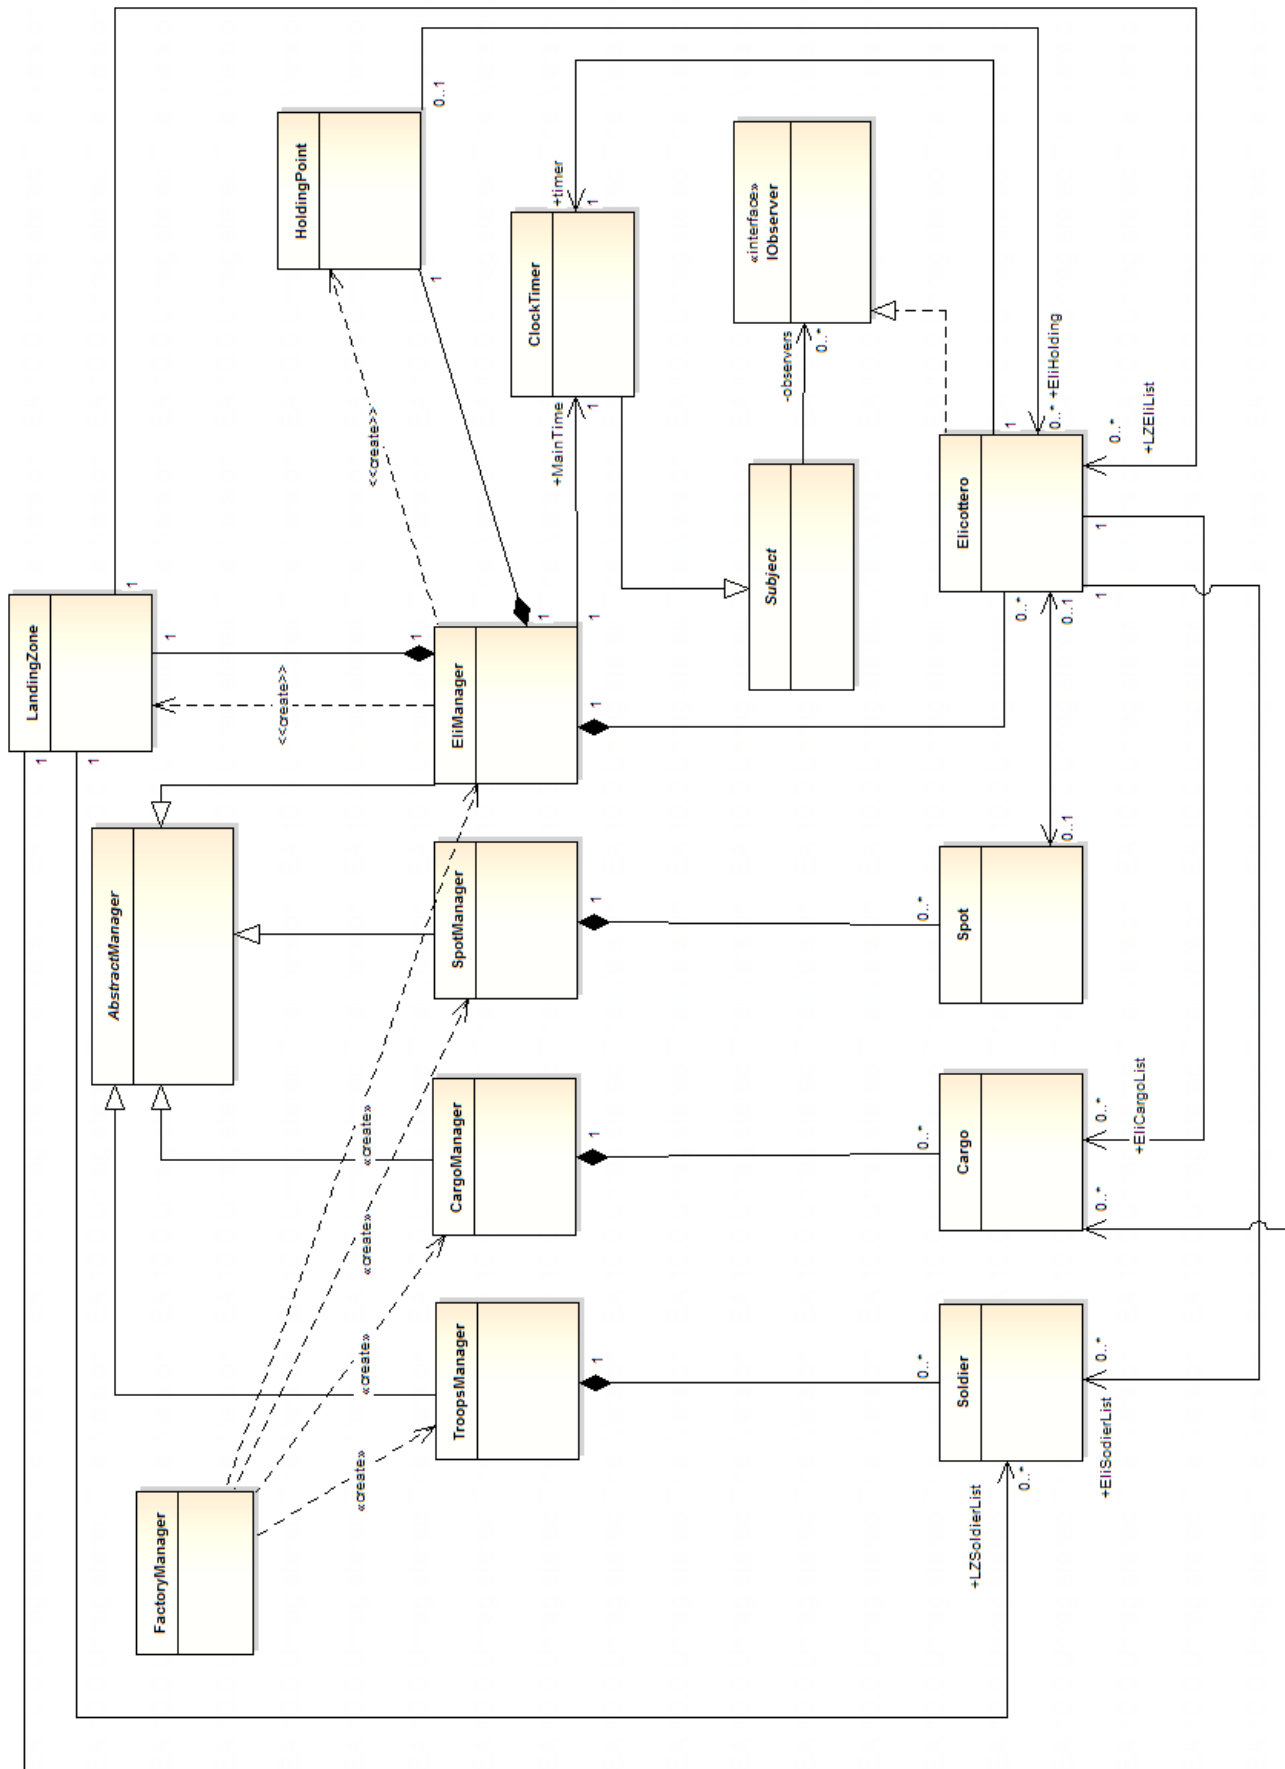 LandingZone
1
1
1
AbstractManager
FactoryManager
1
<<create>>
HoldingPoint
«create»
«create»
«create»
«create»
<<create>>
1
0..1
1
TroopsManager
CargoManager
SpotManager
EliManager
1
1
ClockTimer
+MainTime
+timer
1
1
1
1
1
1
1
«interface»
IObserver
Subject
-observers
0..*
0..*
0..*
0..*
Soldier
Cargo
Spot
Elicottero
+LZSoldierList
0..*
0..*
1
0..* +EliHolding
0..1
0..1
0..*
0..*
0..*
1
1
0..*
+EliSodierList
+EliCargoList
+LZEliList